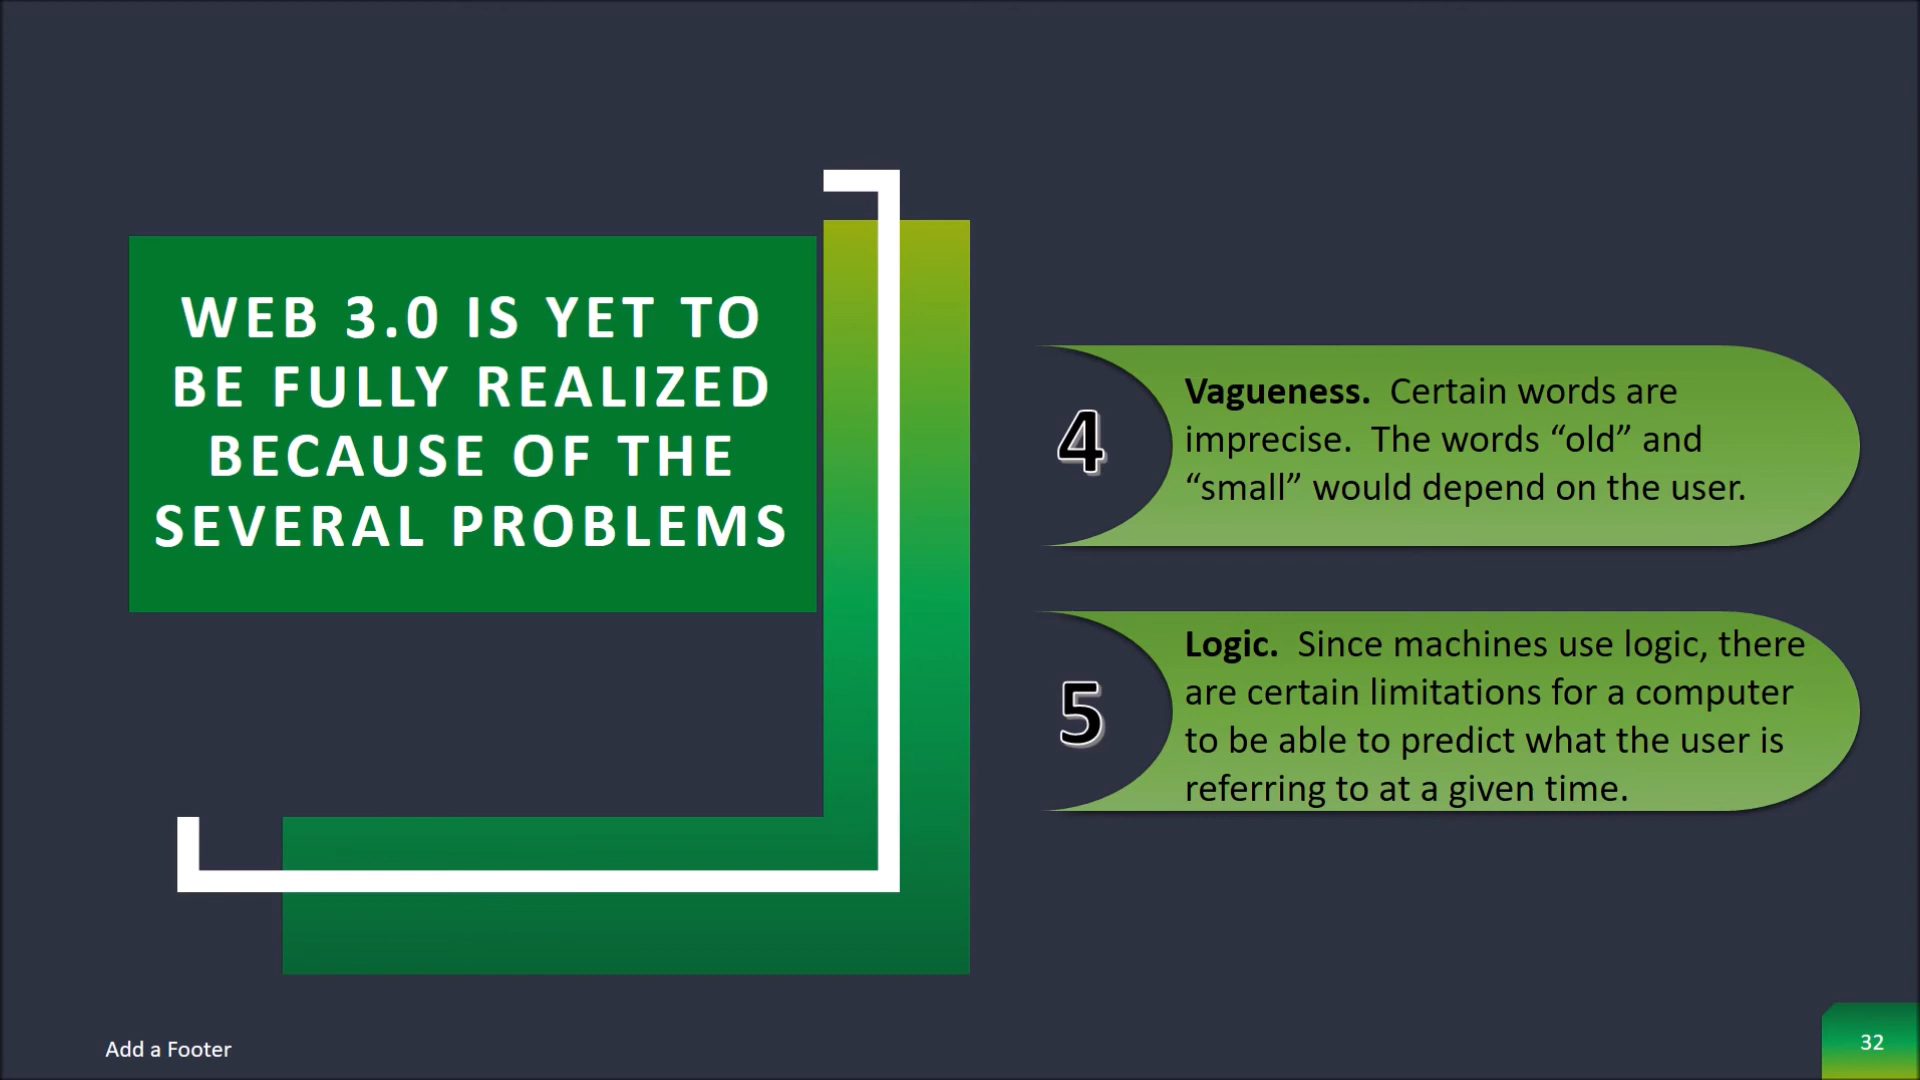 WEB 3.0 IS YET TO
BE FULLY REALIZED
BECAUSE OF THE
SEVERAL PROBLEMS
4
Vagueness.  Certain words are
imprecise.  The words “old” and
“small” would depend on the user.
5
Logic.  Since machines use logic, there
are certain limitations for a computer
to be able to predict what the user is
referring to at a given time.
Add a Footer
32